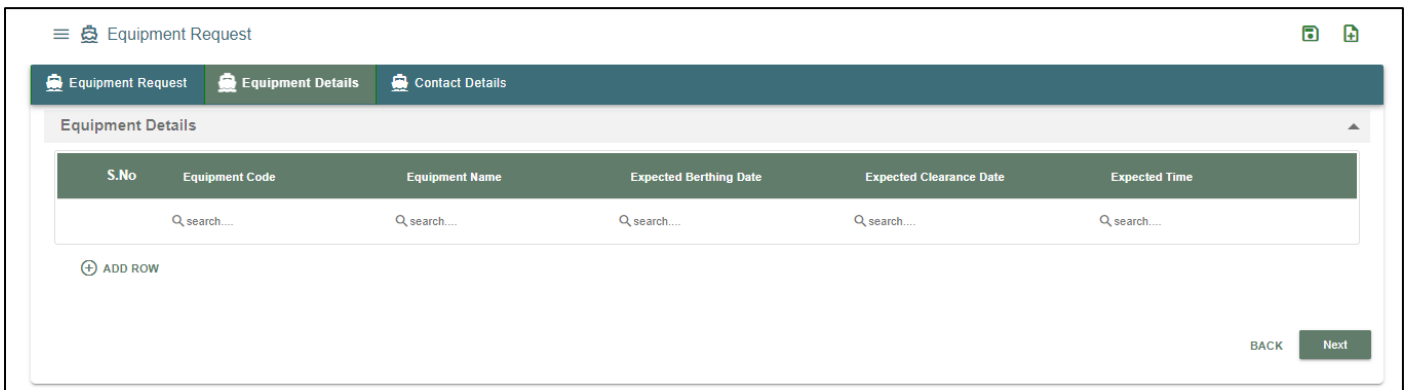 Equipment Request
Equipment Request Equipment Details Contact Details
Equipment Details
S.No Equipment Code Equipment Name Expected Berthing Date Expected Clearance Date Expected Time
search.... search.... search.... search.... search....
ADD ROW
BACK Next